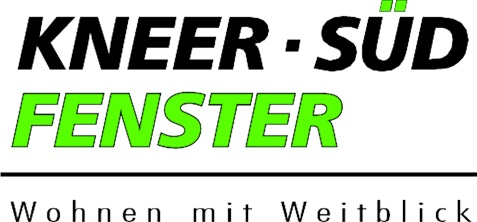 KNEER · SÜD
FENSTER
Wohnen mit Weitblick